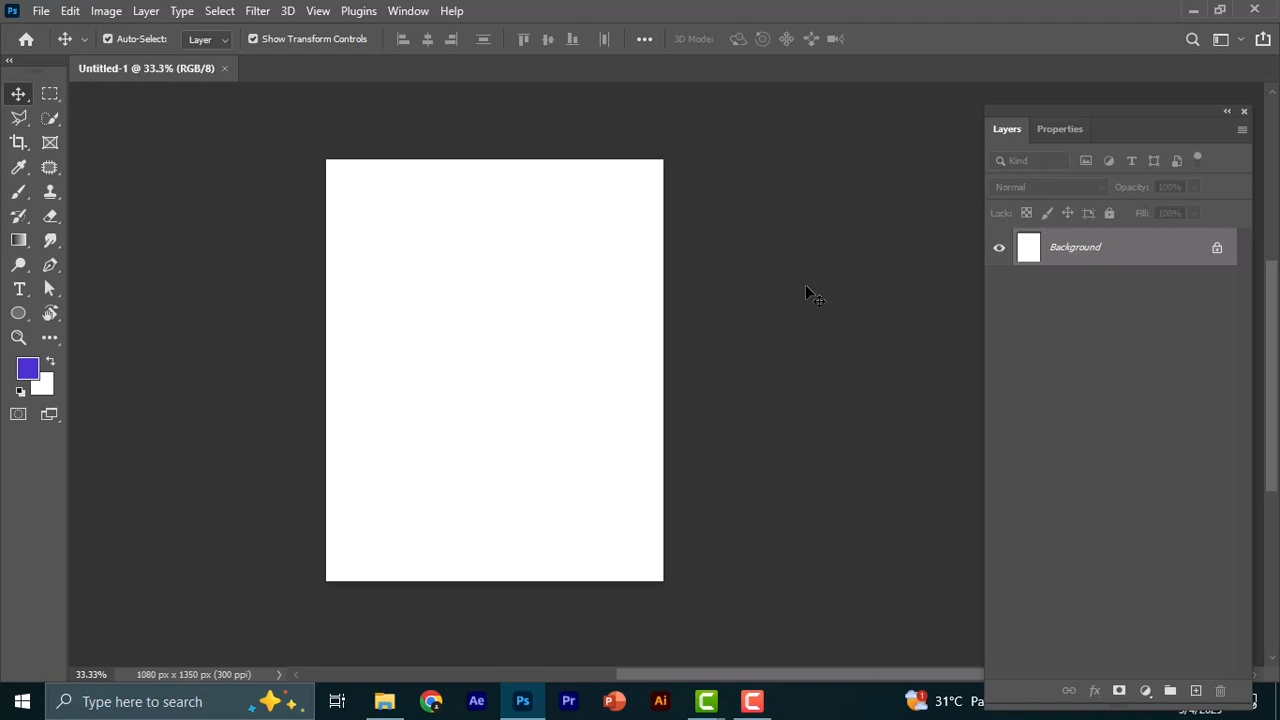 Ps File Edit Image Layer Type Select Filter 3D View Plugins Window Help
Auto-Select: Layer Show Transform Controls 3D Mode:
Untitled-1 @ 33.3% (RGB/8)
Layers Properties
Kind
Normal Opacity: 100%
Lock: Fill: 100%
Background
T
33.33% 1080 px x 1350 px (300 ppi)
Type here to search Ae Ps Pr P Ai C C 1 31°C